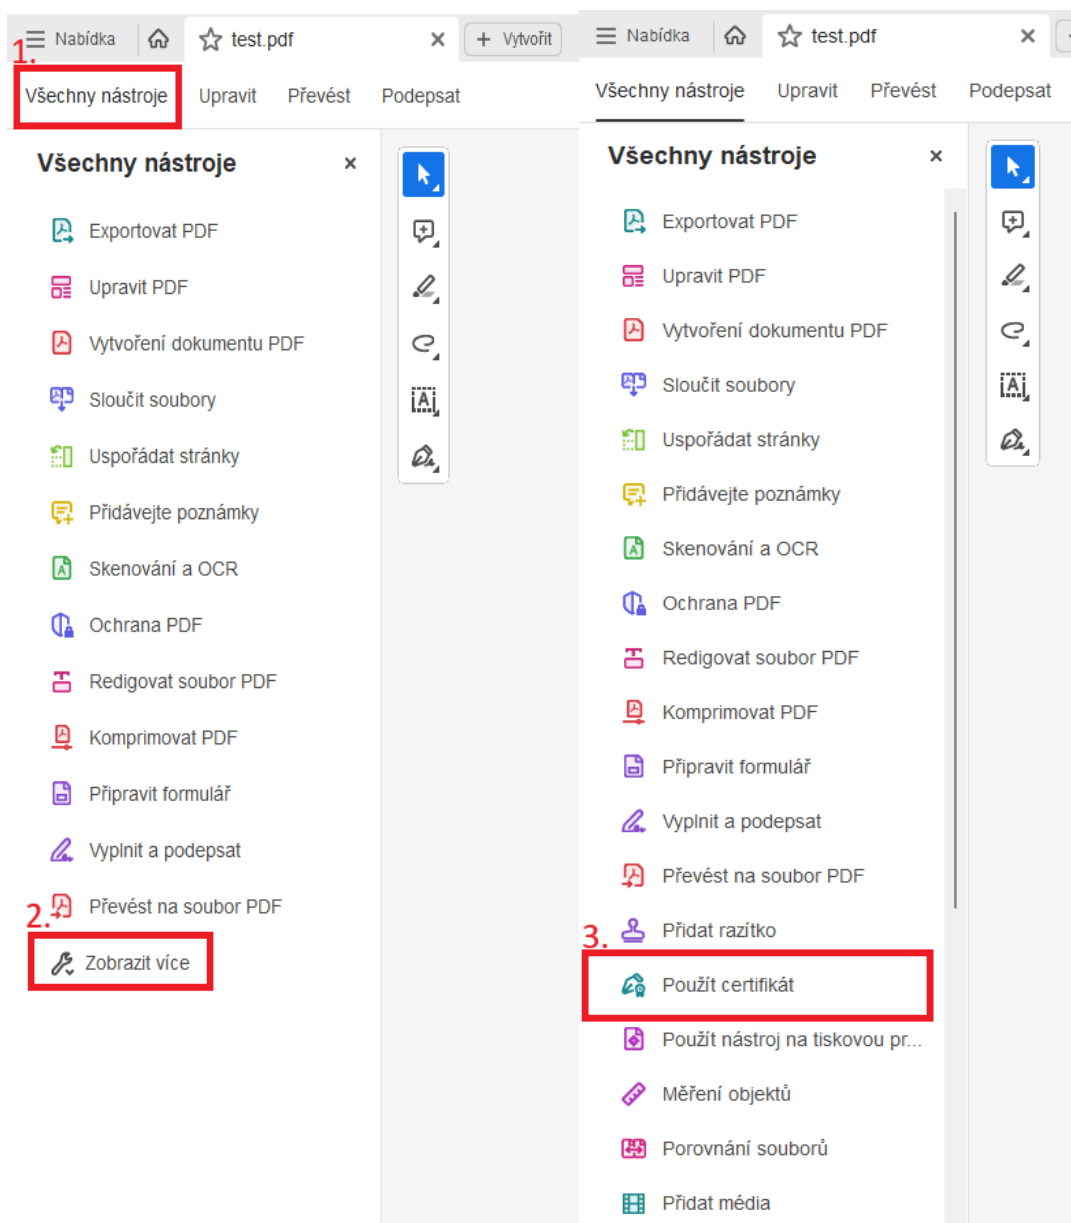 1.
Nabídka
test.pdf
+ Vytvořit
Všechny nástroje
Upravit
Převést
Podepsat
Všechny nástroje
Exportovat PDF
Upravit PDF
Vytvoření dokumentu PDF
Sloučit soubory
Uspořádat stránky
Přidávejte poznámky
Skenování a OCR
Ochrana PDF
Redigovat soubor PDF
Komprimovat PDF
Připravit formulář
Vyplnit a podepsat
Převést na soubor PDF
2.
Zobrazit více
Nabídka
test.pdf
Všechny nástroje
Upravit
Převést
Podepsat
Všechny nástroje
Exportovat PDF
Upravit PDF
Vytvoření dokumentu PDF
Sloučit soubory
Uspořádat stránky
Přidávejte poznámky
Skenování a OCR
Ochrana PDF
Redigovat soubor PDF
Komprimovat PDF
Připravit formulář
Vyplnit a podepsat
Převést na soubor PDF
Přidat razítko
3.
Použít certifikát
Použít nástroj na tiskovou pr...
Měření objektů
Porovnání souborů
Přidat média